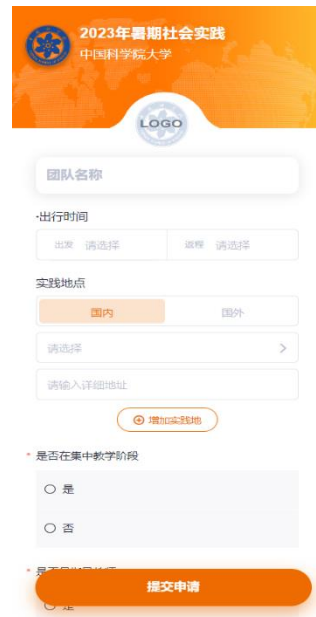 2023年暑期社会实践
中国科学院大学
LOGO
团队名称
·出行时间
出发 请选择 返程 请选择
实践地点
国内 国外
请选择
请输入详细地址
增加实践地
* 是否在集中教学阶段
是
否
提交申请
是